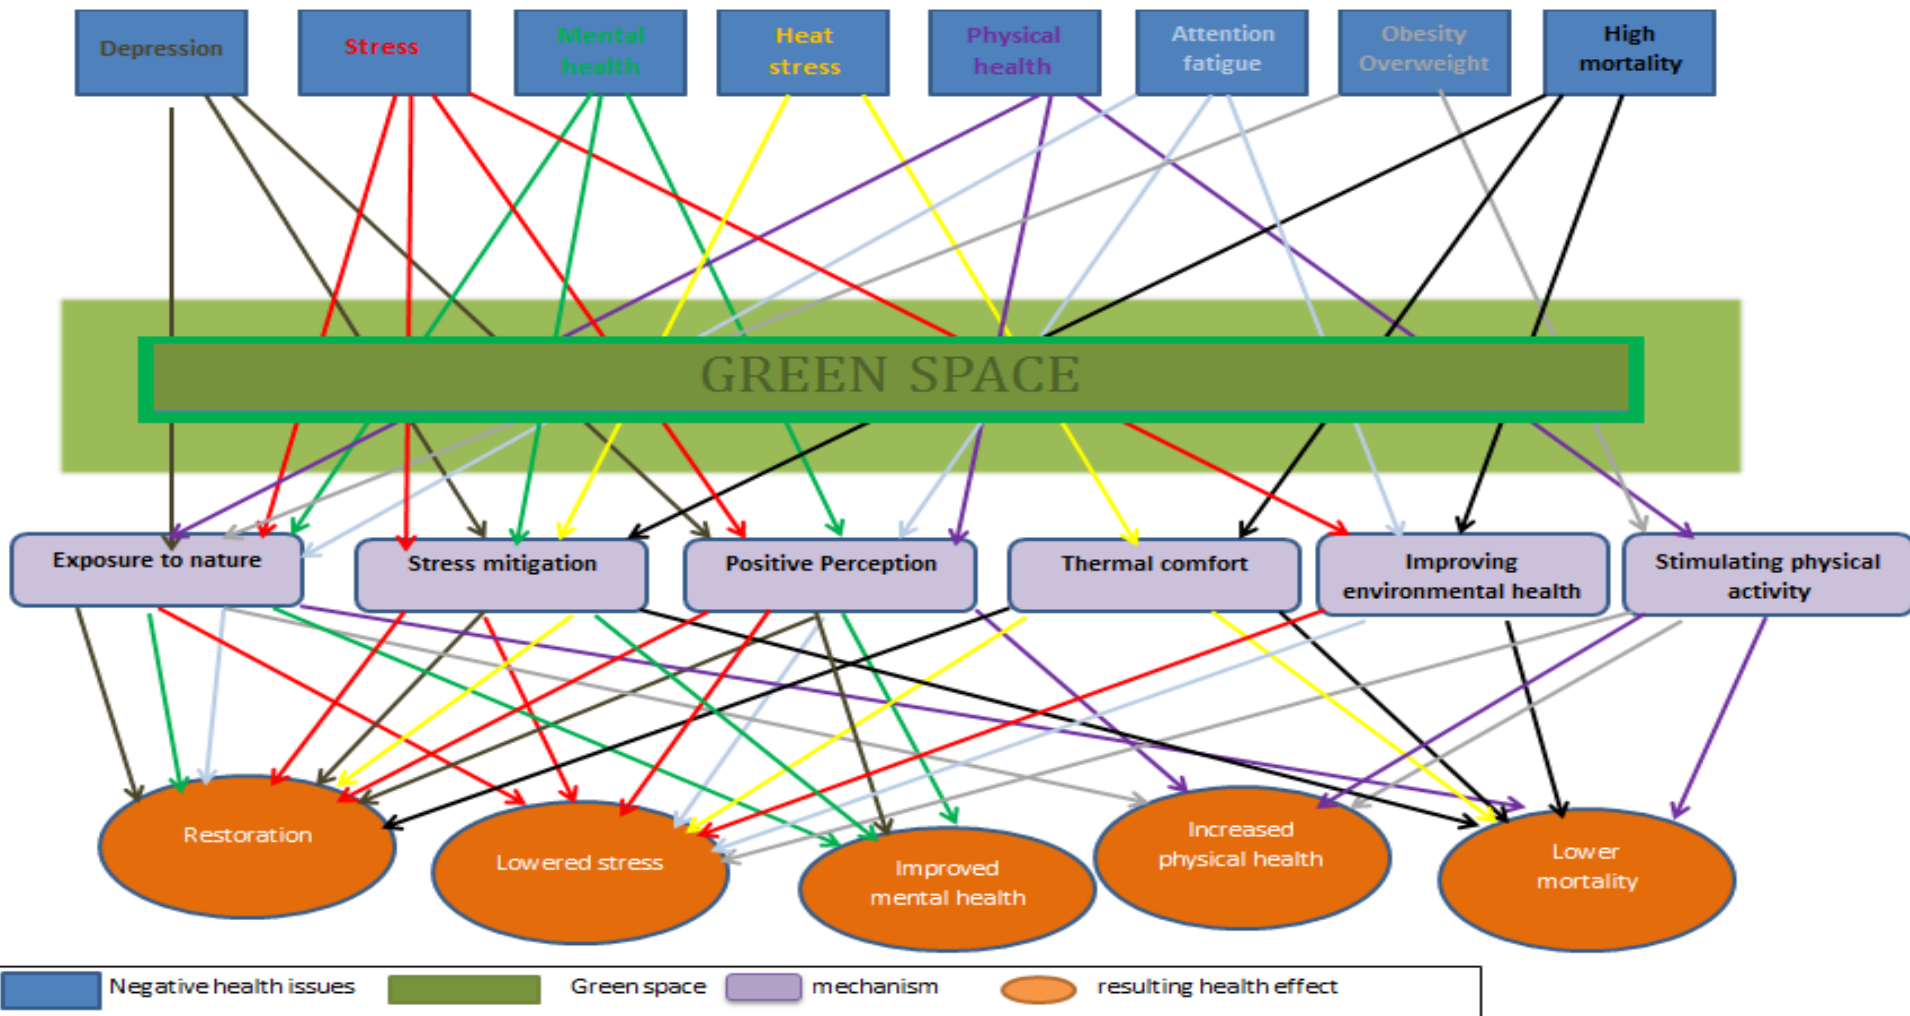 Depression
Stress
Mental
health
Heat
stress
Physical
health
Attention
fatigue
Obesity
Overweight
High
mortality
GREEN SPACE
Exposure to nature
Stress mitigation
Positive Perception
Thermal comfort
Improving
environmental health
Stimulating physical
activity
Restoration
Lowered stress
Improved
mental health
Increased
physical health
Lower
mortality
Negative health issues
Green space
mechanism
resulting health effect